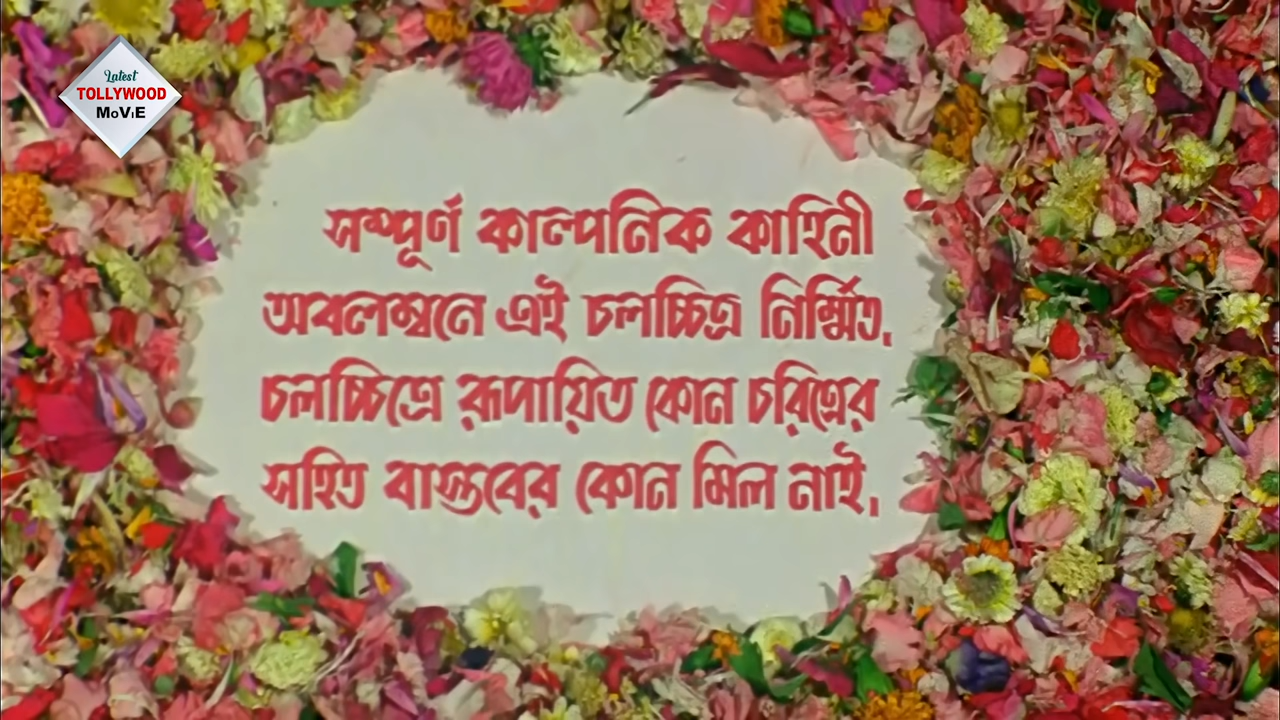 Latest
TOLLYWOOD
MoViE
সম্পূর্ণ কাল্পনিক কাহিনী
অবলম্বনে এই চলচ্চিত্র নির্ম্মিত.
চলচ্চিত্রে রূপায়িত কোন চরিত্রের
সহিত বাস্তবের কোন মিল নাই.